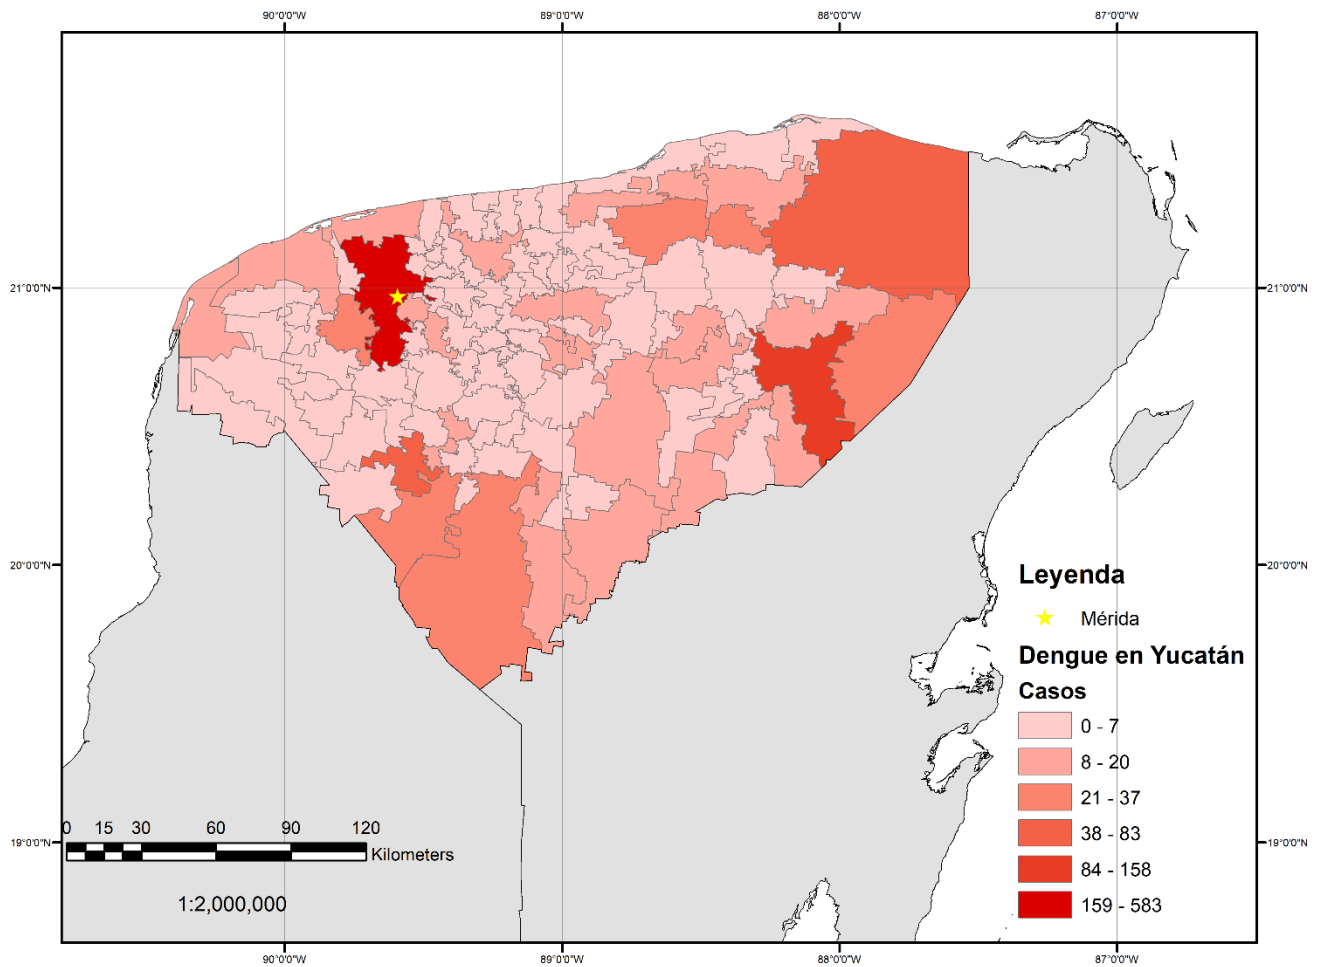 90°0'0"W 89°0'0"W 88°0'0"W 87°0'0"W
21°0'0"N 21°0'0"N
20°0'0"N 20°0'0"N
19°0'0"N 19°0'0"N
Leyenda
Mérida
Dengue en Yucatán
Casos
0 - 7
8 - 20
21 - 37
38 - 83
84 - 158
159 - 583
0 15 30 60 90 120
Kilometers
1:2,000,000
90°0'0"W 89°0'0"W 88°0'0"W 87°0'0"W